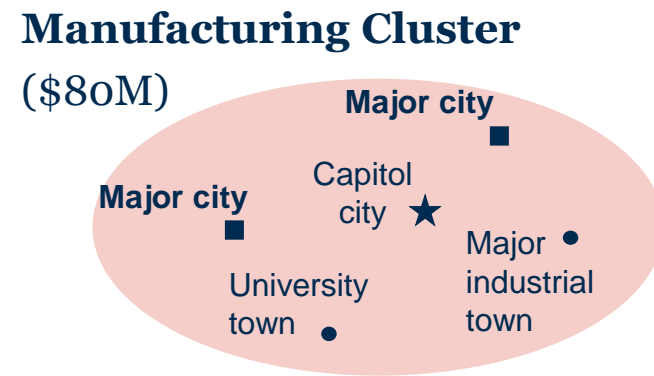 Manufacturing Cluster
($80M)
Major city
Capitol
city
Major city
Major
industrial
town
University
town